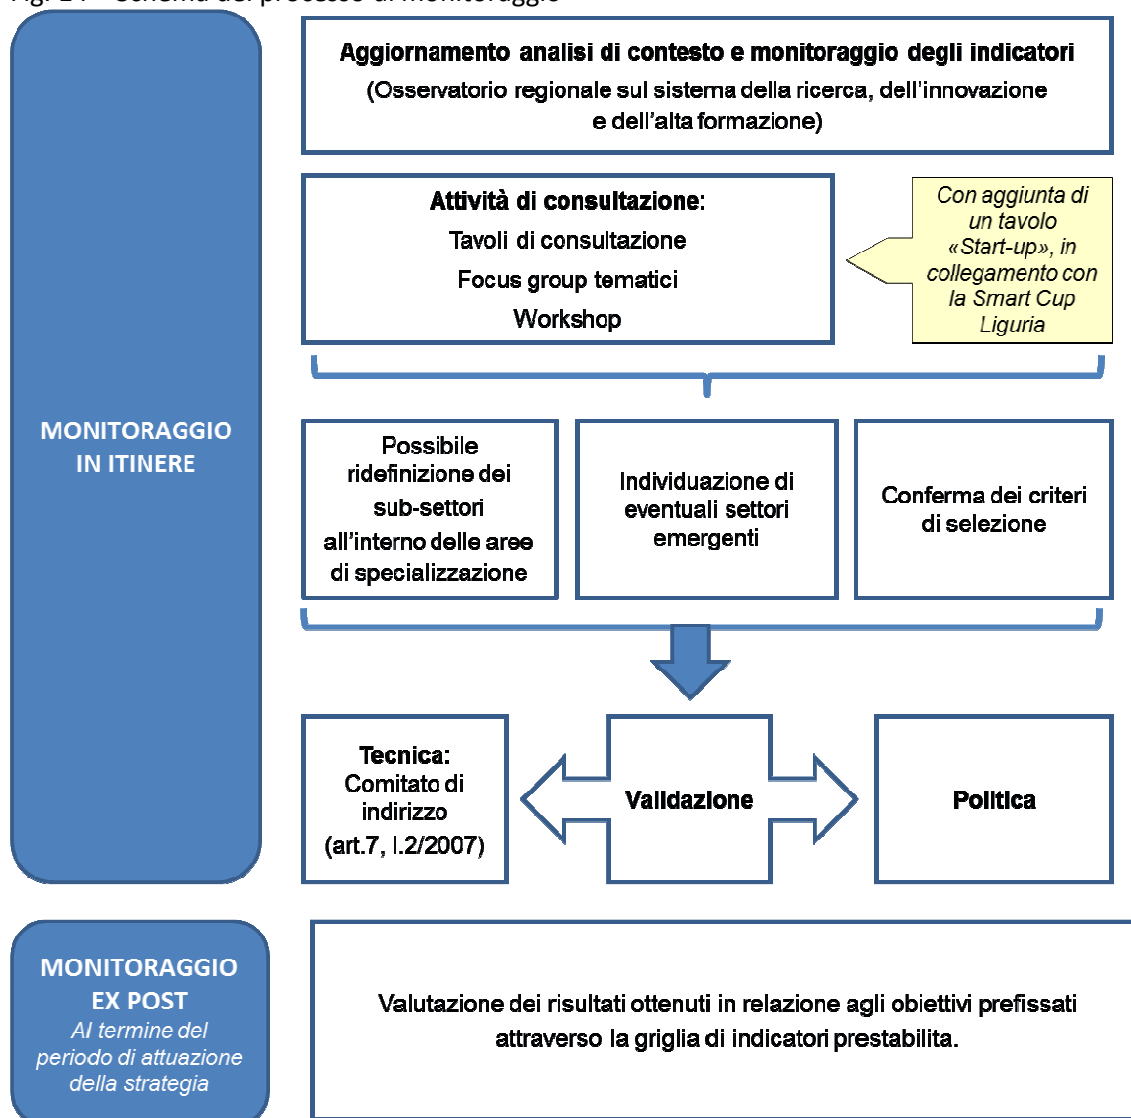 Schema del processo di monitoraggio
Aggiornamento analisi di contesto e monitoraggio degli indicatori
(Osservatorio regionale sul sistema della ricerca, dell'innovazione
e dell'alta formazione)
Attività di consultazione:
Tavoli di consultazione
Focus group tematici
Workshop
Con aggiunta di
un tavolo
«Start-up», in
collegamento con
la Smart Cup
Liguria
MONITORAGGIO
IN ITINERE
Possibile
ridefinizione dei
sub-settori
all'interno delle aree
di specializzazione
Individuazione di
eventuali settori
emergenti
Conferma dei criteri
di selezione
Tecnica:
Comitato di
indirizzo
(art.7, l.2/2007)
Validazione
Politica
MONITORAGGIO
EX POST
Al termine del
periodo di attuazione
della strategia
Valutazione dei risultati ottenuti in relazione agli obiettivi prefissati
attraverso la griglia di indicatori prestabilita.